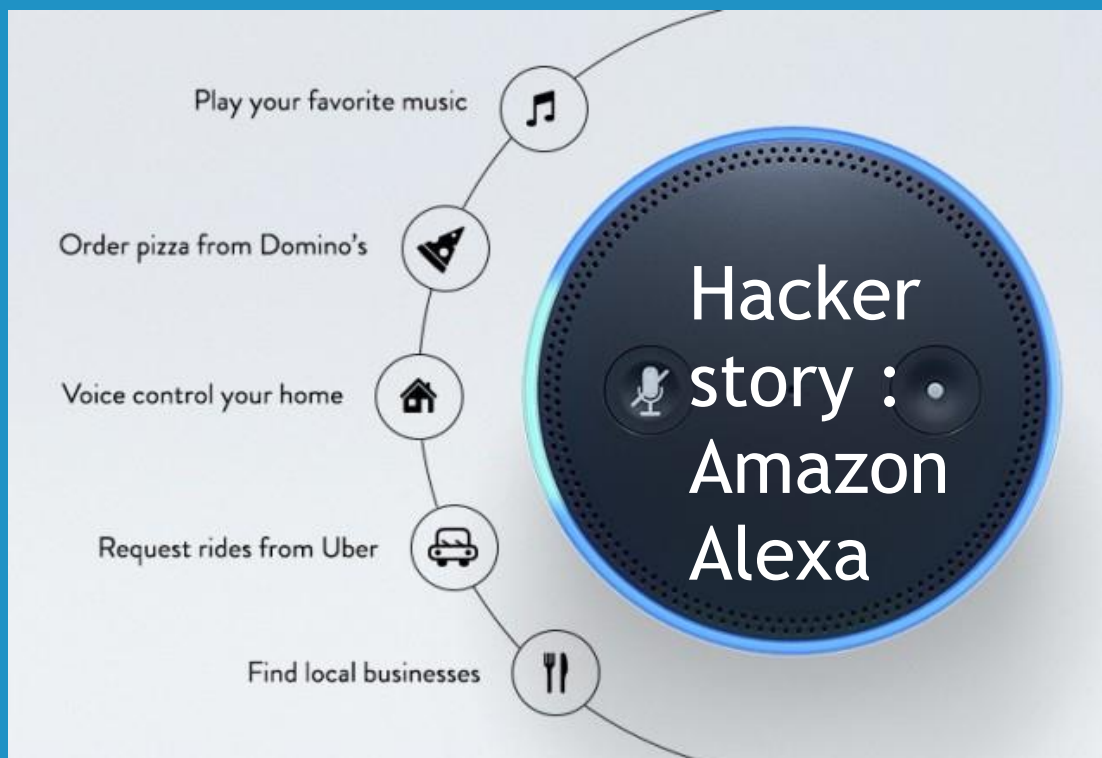 Play your favorite music
Order pizza from Domino's
Voice control your home
Request rides from Uber
Find local businesses
Hacker
story :
Amazon
Alexa